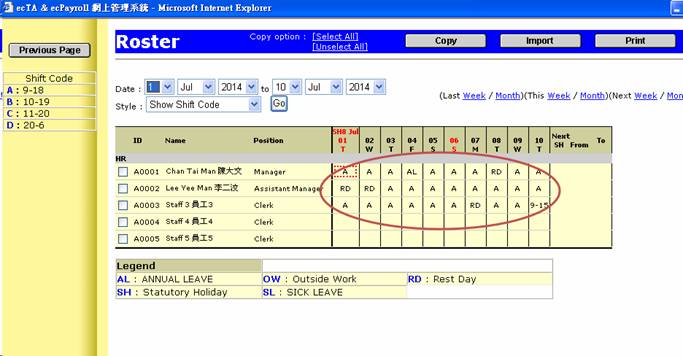 ecTA & ecPayroll 網上管理系統 - Microsoft Internet Explorer
Previous Page
Shift Code
A : 9-18
B : 10-19
C : 11-20
D : 20-6
Roster
Copy option : [Select All]
[Unselect All]
Copy
Import
Print
Date : 1 Jul 2014 to 10 Jul 2014
Style : Show Shift Code Go
(Last Week / Month)(This Week / Month)(Next Week / Mon
ID Name Position SH8 Jul 01 T 02 W 03 T 04 F 05 S 06 S 07 M 08 T 09 W 10 T Next SH From To
HR
A0001 Chan Tai Man 陳大文 Manager A A A AL A A A RD A A
A0002 Lee Yee Man 李二汶 Assistant Manager RD RD A A A A A A A A
A0003 Staff 3 員工3 Clerk A A A A A A RD A A 9-15
A0004 Staff 4 員工4 Clerk
A0005 Staff 5 員工5 Clerk
Legend
AL : ANNUAL LEAVE OW : Outside Work RD : Rest Day
SH : Statutory Holiday SL : SICK LEAVE